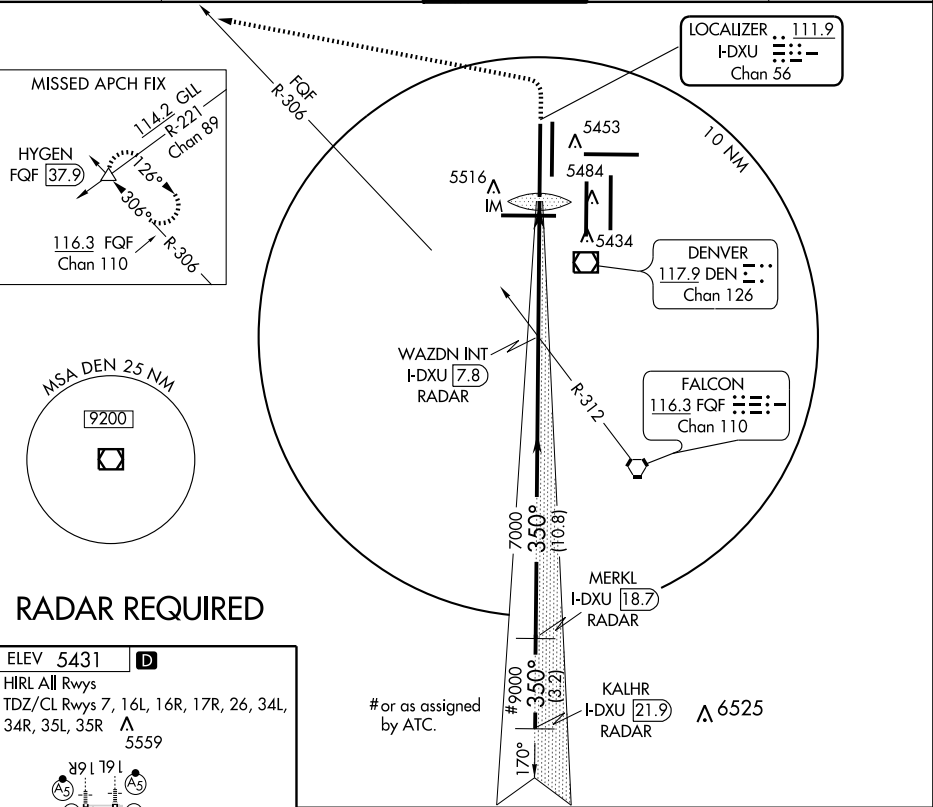 LOCALIZER 111.9
I-DXU
Chan 56
MISSED APCH FIX
114.2 GLL
R-221
Chan 89
HYGEN
FQF 37.9
126°
306°
116.3 FQF
Chan 110
R-306
FQF
R-306
10 NM
5453
5516
5484
IM
5434
DENVER
117.9 DEN
Chan 126
WAZDN INT
I-DXU 7.8
RADAR
R-312
FALCON
116.3 FQF
Chan 110
MSA DEN 25 NM
9200
7000
350°
(10.8)
MERKL
I-DXU 18.7
RADAR
RADAR REQUIRED
#9000
350°
(3.2)
KALHR
I-DXU 21.9
RADAR
6525
170°
#or as assigned
by ATC.
ELEV 5431 D
HIRL All Rwys
TDZ/CL Rwys 7, 16L, 16R, 17R, 26, 34L,
34R, 35L, 35R
5559
16R 16L
A5 A5